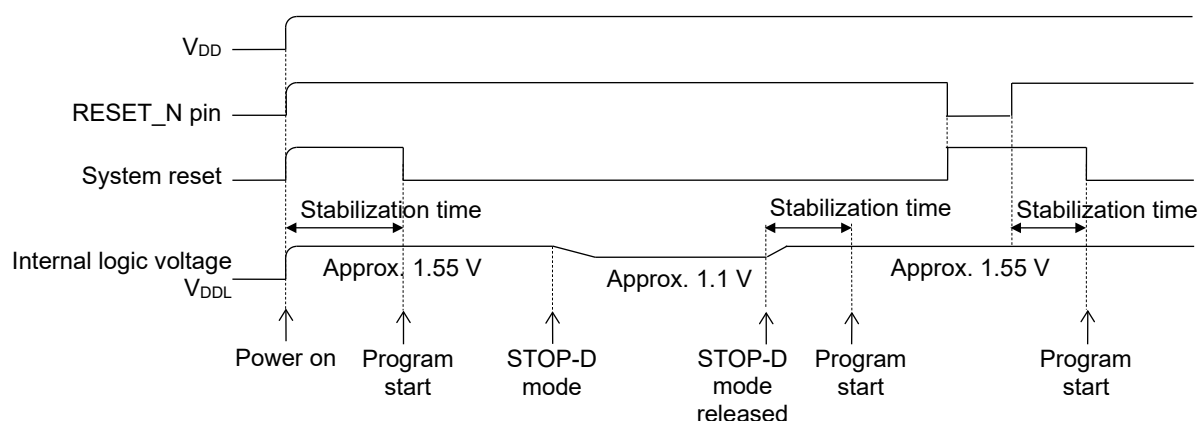 VDD
RESET_N pin
System reset
Stabilization time
Stabilization time
Stabilization time
Internal logic voltage
VDDL
Approx. 1.55 V
Approx. 1.1 V
Approx. 1.55 V
Power on
Program
start
STOP-D
mode
STOP-D
mode
released
Program
start
Program
start